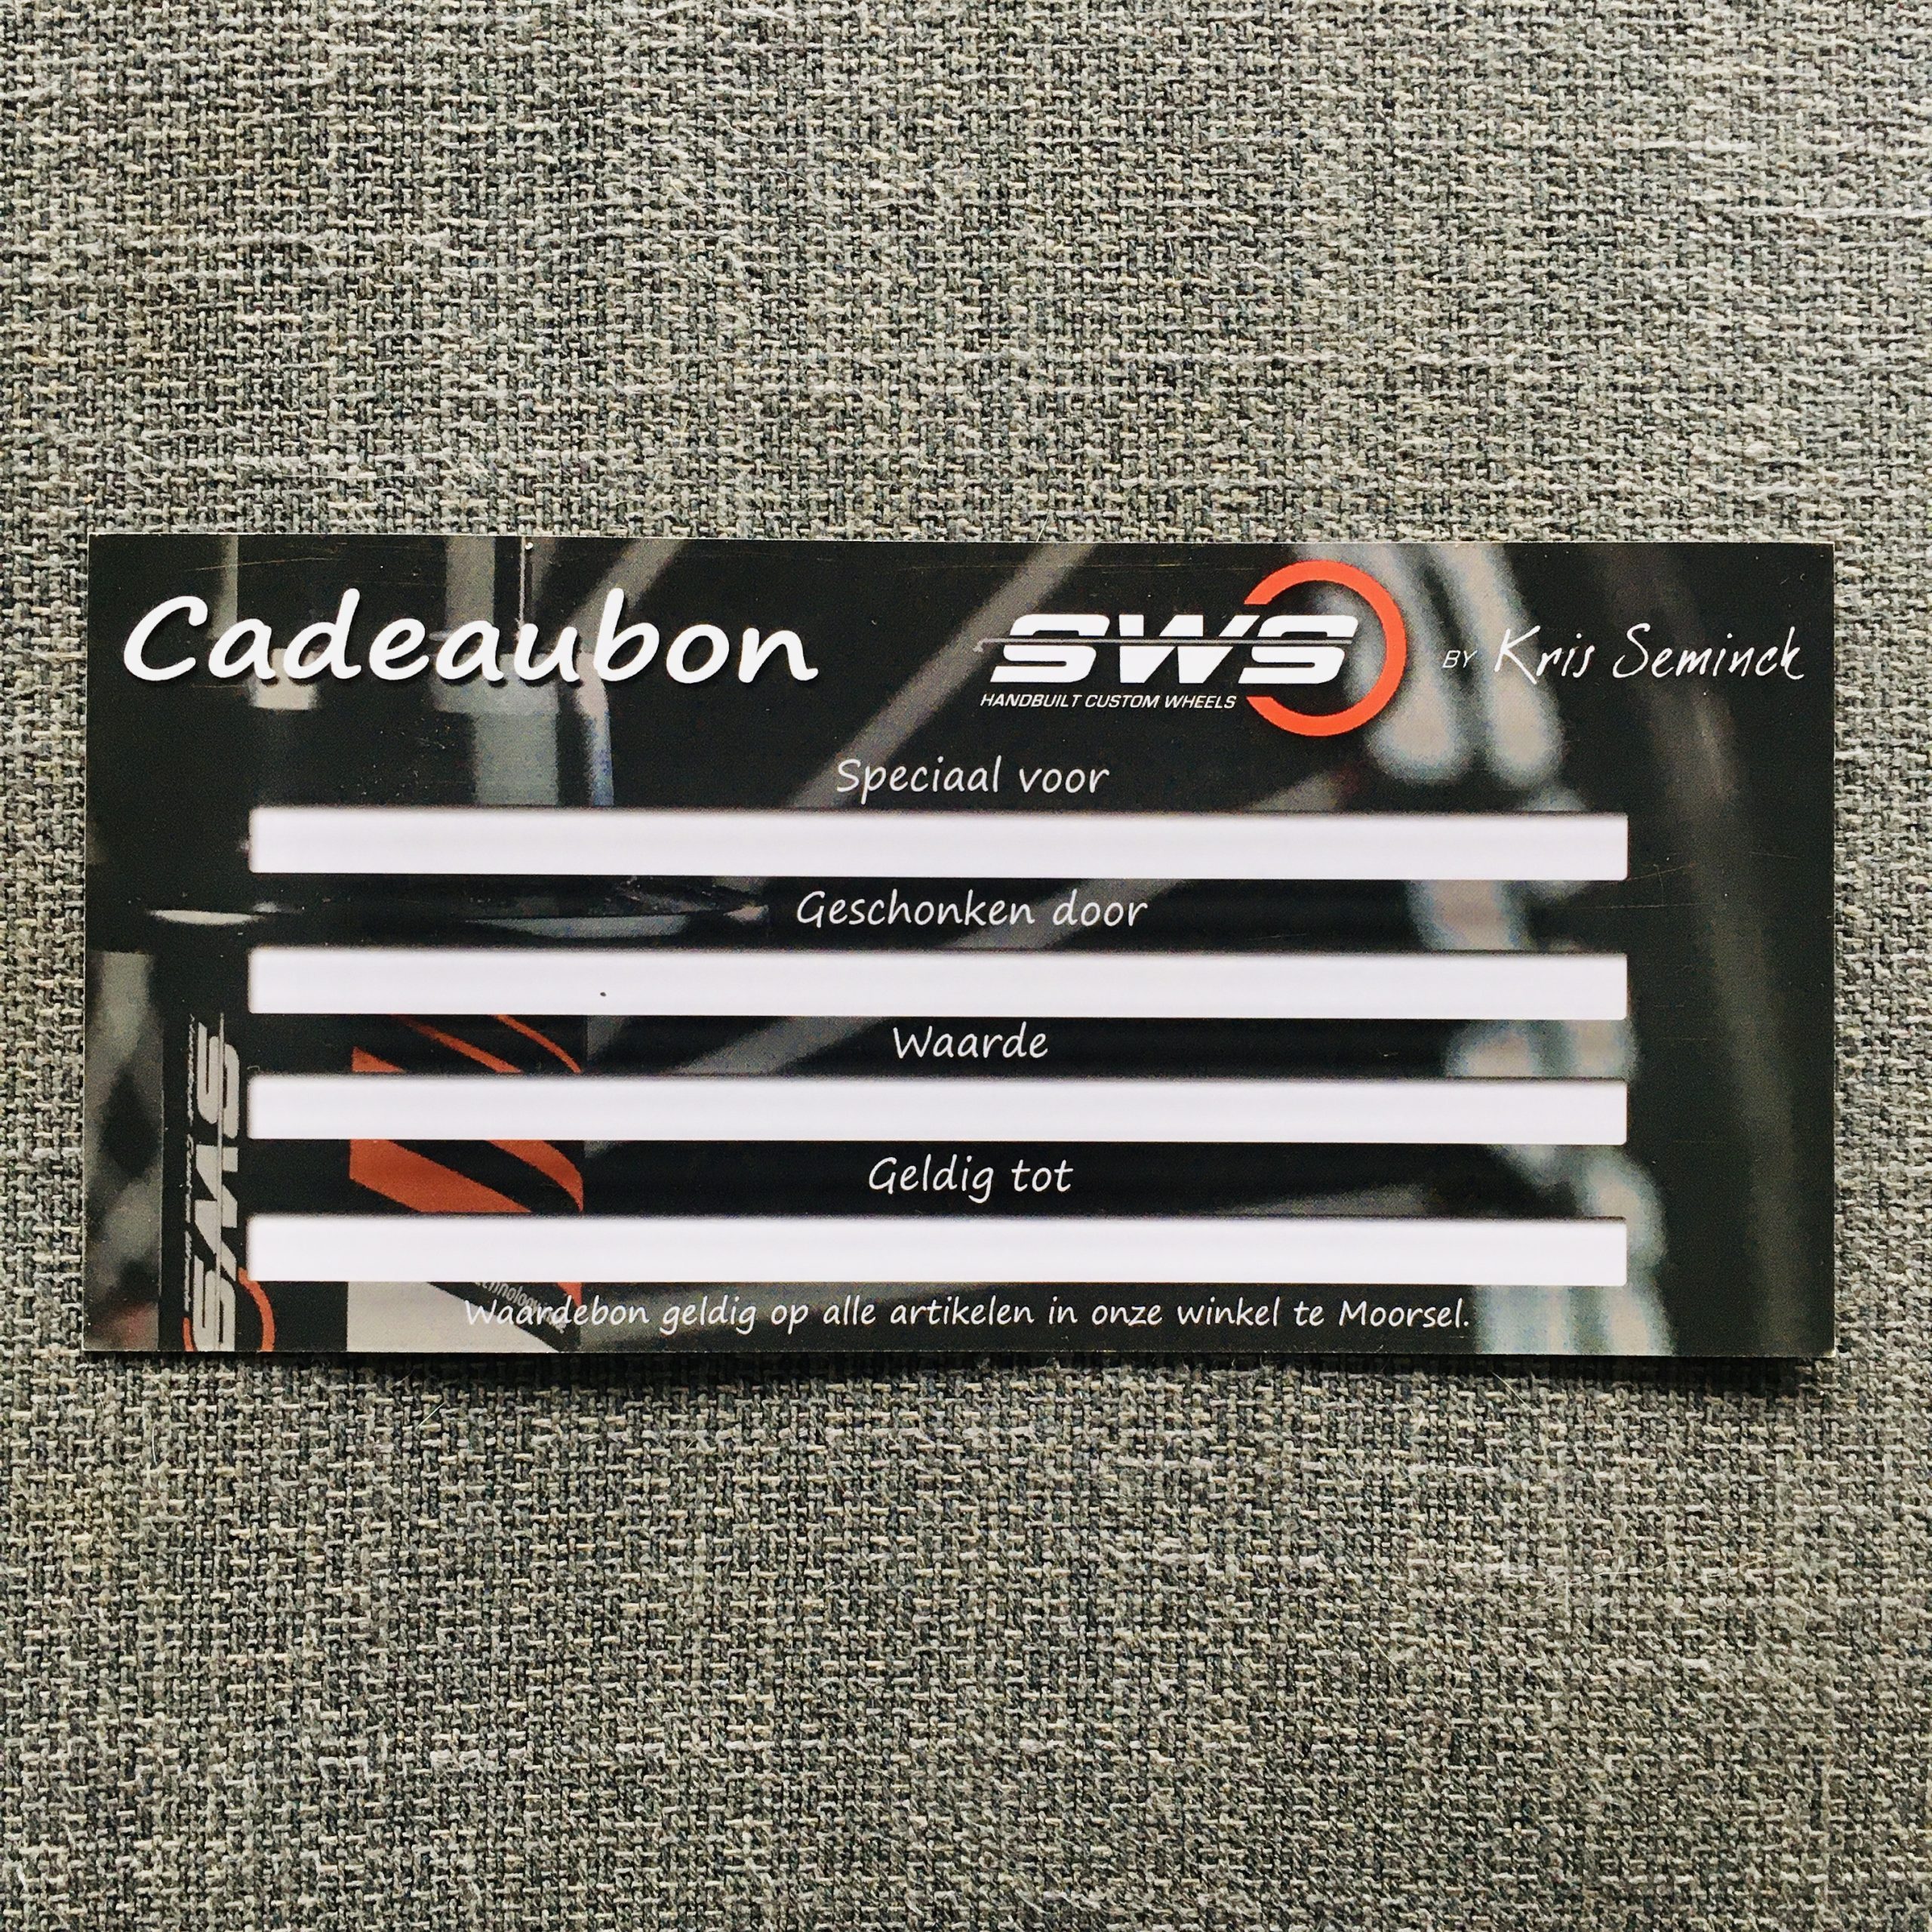 Cadeaubon
SWS
HANDBUILT CUSTOM WHEELS
BY Kris Seminck
Speciaal voor
Geschonken door
Waarde
Geldig tot
SWS
Waardebon geldig op alle artikelen in onze winkel te Moorsel.